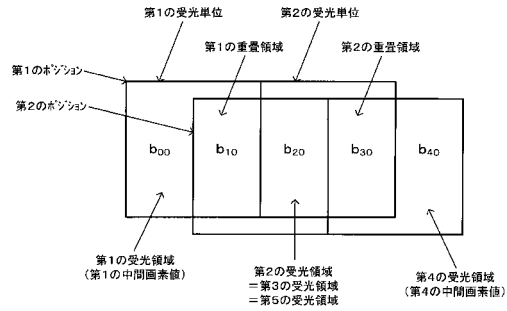 第1の受光単位
第2の受光単位
第1の重畳領域
第2の重畳領域
第1のポジション
第2のポジション
b00
b10
b20
b30
b40
第1の受光領域
(第1の中間画素値)
第2の受光領域
=第3の受光領域
=第5の受光領域
第4の受光領域
(第4の中間画素値)